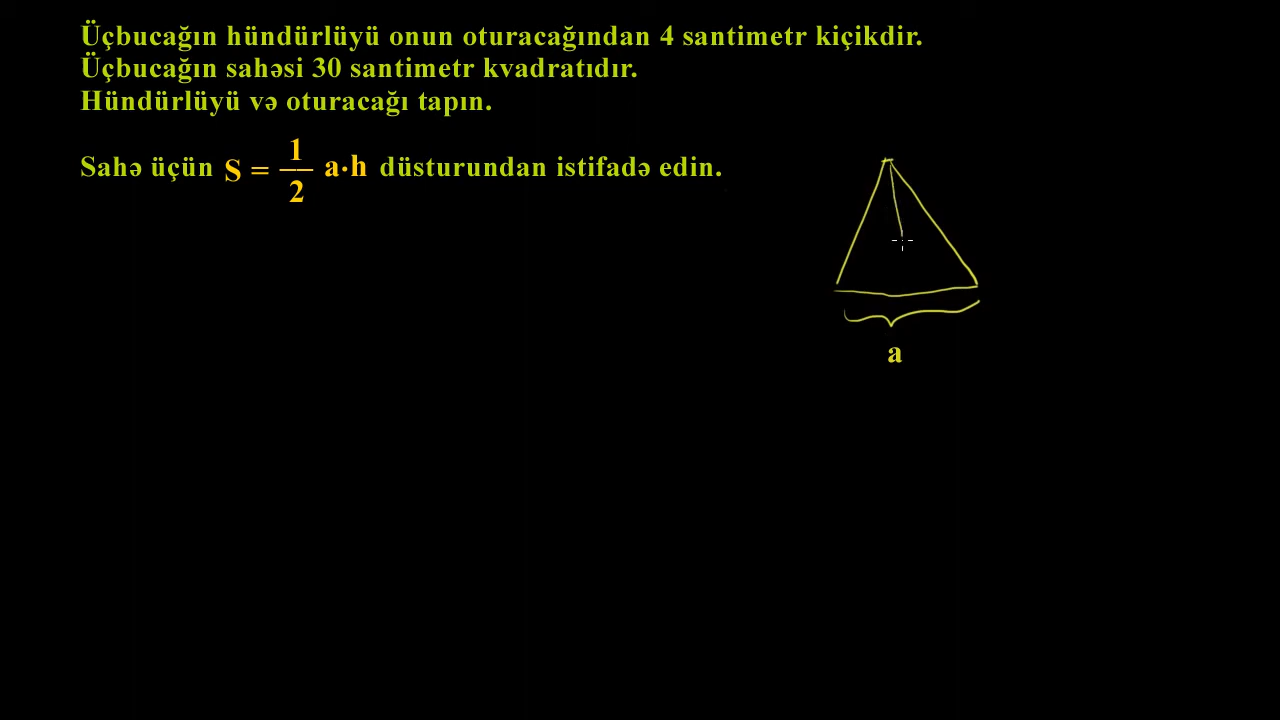 Üçbucağın hündürlüyü onun oturacağından 4 santimetr kiçikdir.
Üçbucağın sahəsi 30 santimetr kvadratıdır.
Hündürlüyü və oturacağı tapın.
Sahə üçün S = 1/2 a·h düsturundan istifadə edin.
a